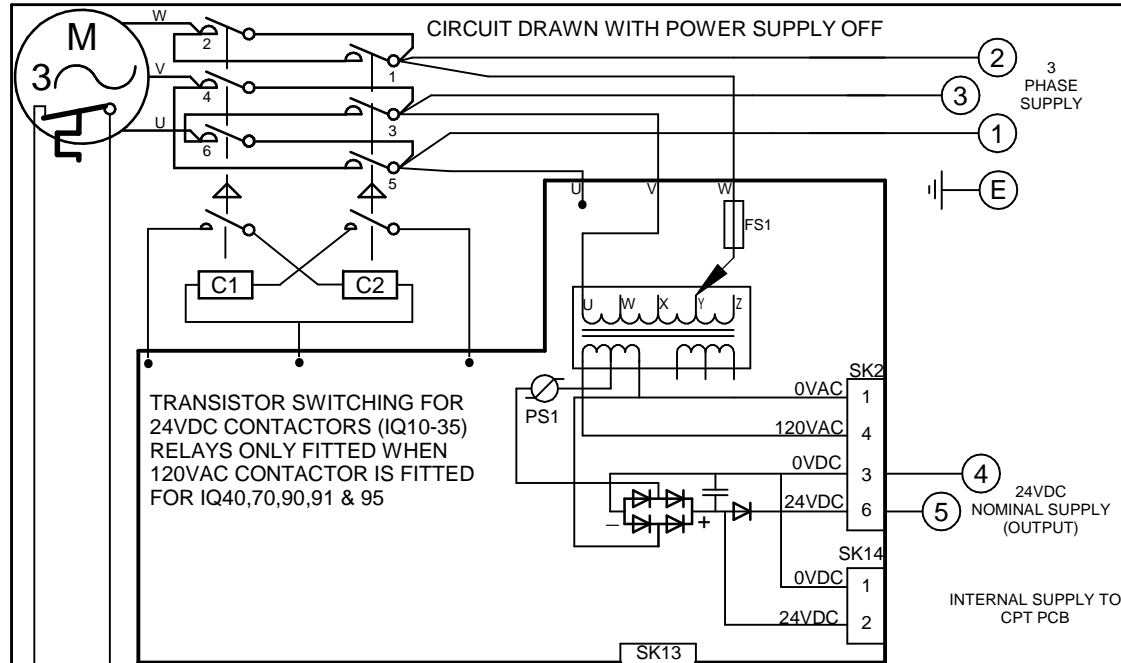 CIRCUIT DRAWN WITH POWER SUPPLY OFF
M
3
W
V
U
2
4
6
1
3
5
2
3
1
E
3
PHASE
SUPPLY
U V W
FS1
C1
C2
U W X Y Z
PS1
TRANSISTOR SWITCHING FOR
24VDC CONTACTORS (IQ10-35)
RELAYS ONLY FITTED WHEN
120VAC CONTACTOR IS FITTED
FOR IQ40,70,90,91 & 95
SK2
0VAC 1
120VAC 4
0VDC 3
24VDC 6
4
5
24VDC
NOMINAL SUPPLY
(OUTPUT)
– +
SK14
0VDC 1
24VDC 2
INTERNAL SUPPLY TO
CPT PCB
SK13